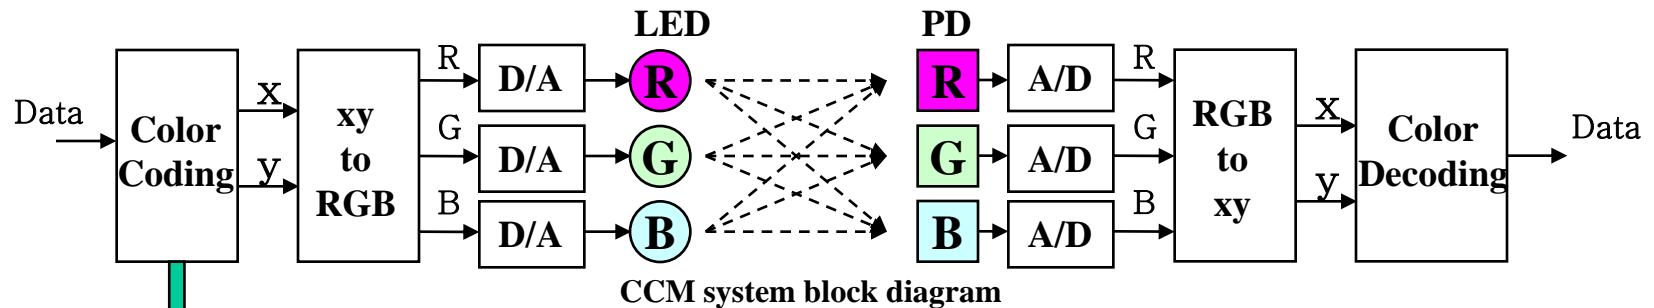 LED PD
R D/A R R A/D R
Data x xy to RGB RGB to xy x Data
Color Coding G D/A G G A/D G Color Decoding
y y
B D/A B B A/D B
CCM system block diagram